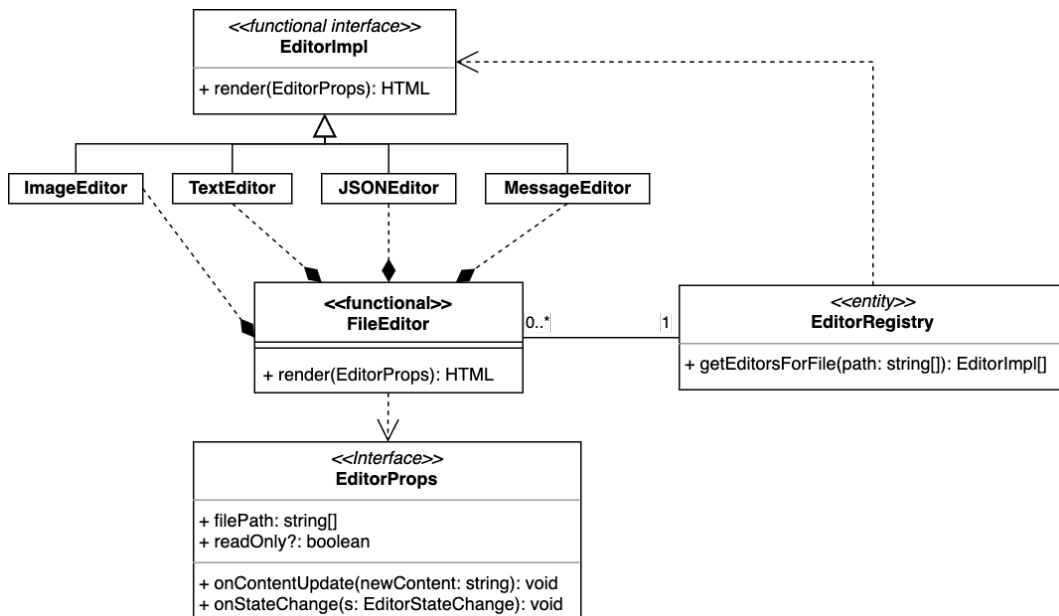 <<functional interface>>
EditorImpl
+ render(EditorProps): HTML
ImageEditor
TextEditor
JSONEditor
MessageEditor
<<functional>>
FileEditor
+ render(EditorProps): HTML
0..*
1
<<entity>>
EditorRegistry
+ getEditorsForFile(path: string[]): EditorImpl[]
<<Interface>>
EditorProps
+ filePath: string[]
+ readOnly?: boolean
+ onContentUpdate(newContent: string): void
+ onStateChange(s: EditorStateChange): void